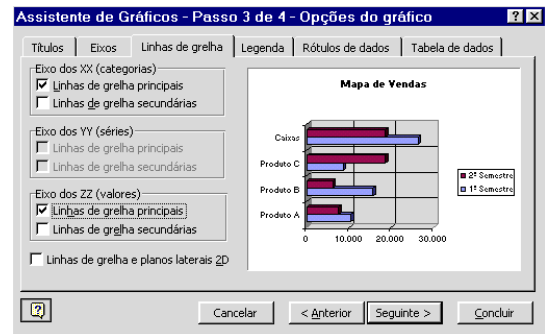 Assistente de Gráficos - Passo 3 de 4 - Opções do gráfico
Títulos Eixos Linhas de grelha Legenda Rótulos de dados Tabela de dados
Eixo dos XX (categorias)
Linhas de grelha principais
Linhas de grelha secundárias
Eixo dos YY (séries)
Linhas de grelha principais
Linhas de grelha secundárias
Eixo dos ZZ (valores)
Linhas de grelha principais
Linhas de grelha secundárias
Linhas de grelha e planos laterais 2D
Mapa de Vendas
Caixas
Produto C
Produto B
Produto A
0 10.000 20.000 30.000
2º Semestre
1º Semestre
Cancelar < Anterior Seguinte > Concluir